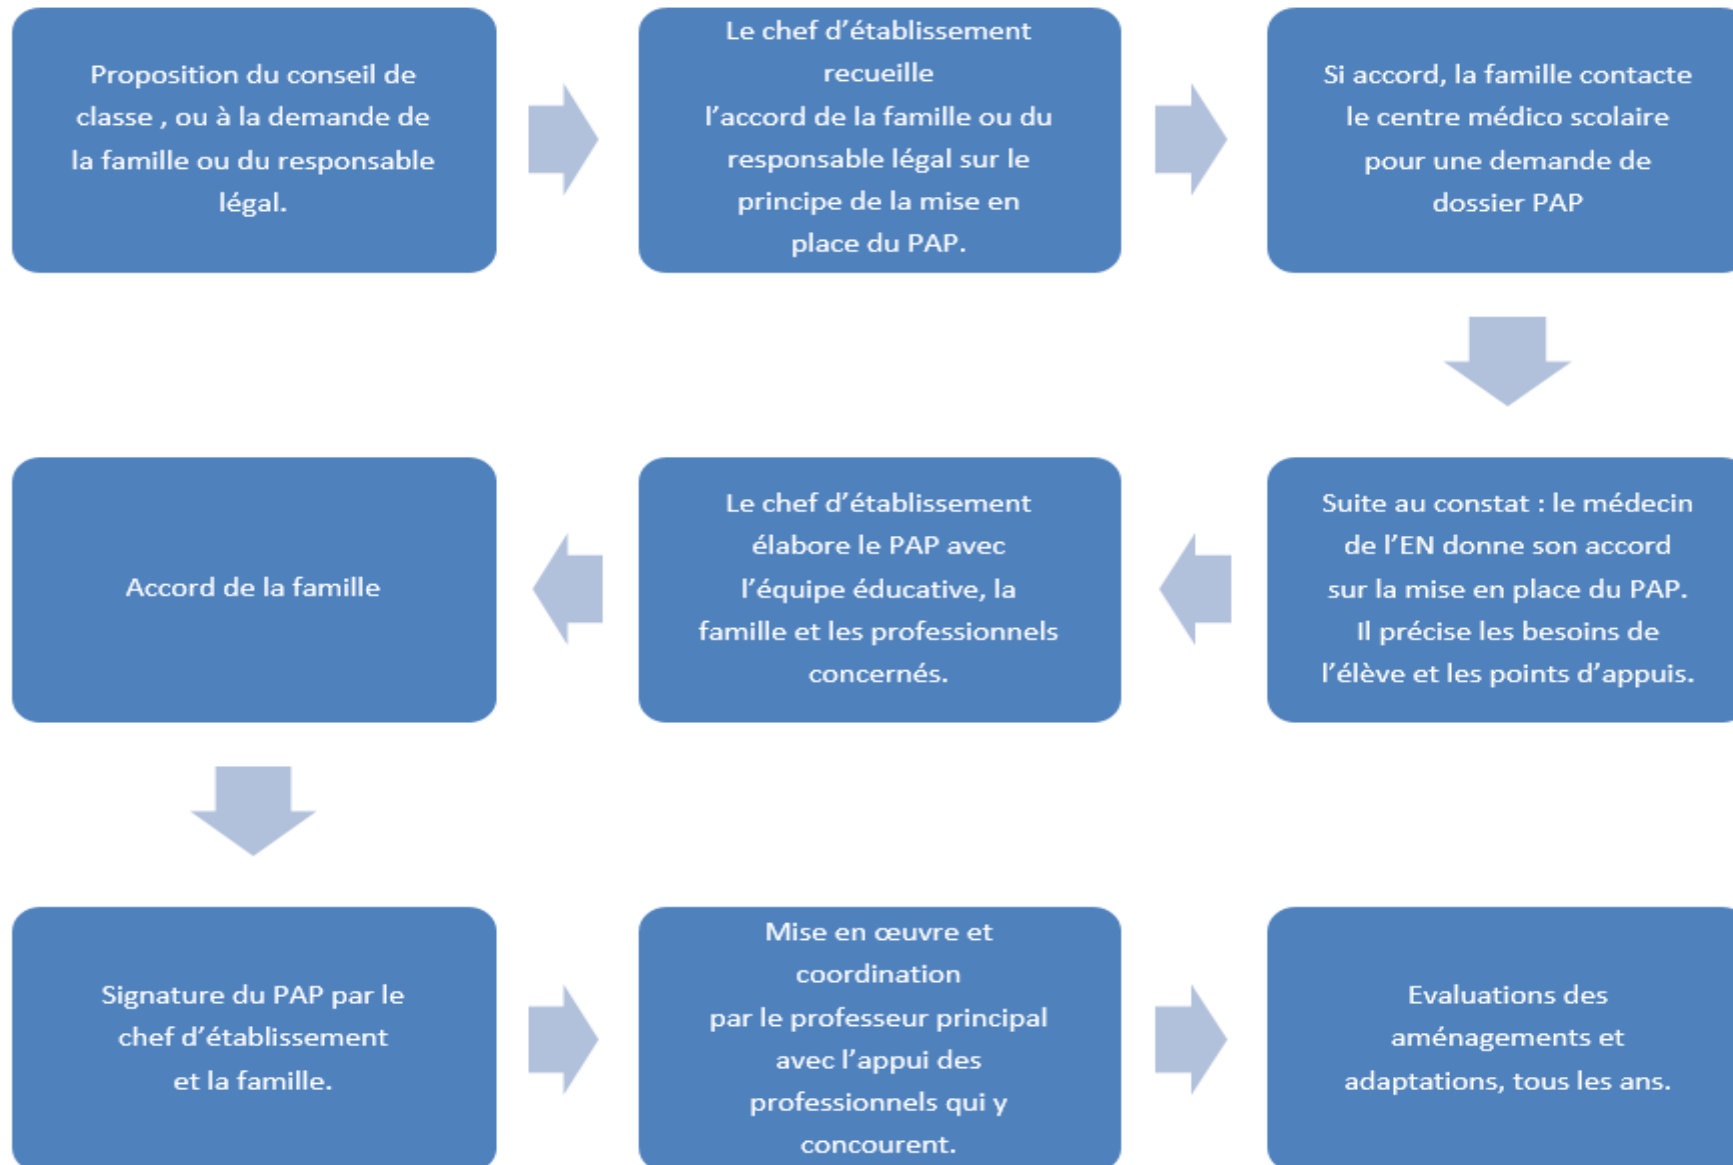 Proposition du conseil de
classe , ou à la demande de
la famille ou du responsable
légal.
Le chef d’établissement
recueille
l’accord de la famille ou du
responsable légal sur le
principe de la mise en
place du PAP.
Si accord, la famille contacte
le centre médico scolaire
pour une demande de
dossier PAP
Suite au constat : le médecin
de l’EN donne son accord
sur la mise en place du PAP.
Il précise les besoins de
l’élève et les points d’appuis.
Le chef d’établissement
élabore le PAP avec
l’équipe éducative, la
famille et les professionnels
concernés.
Accord de la famille
Signature du PAP par le
chef d’établissement
et la famille.
Mise en œuvre et
coordination
par le professeur principal
avec l’appui des
professionnels qui y
concourent.
Evaluations des
aménagements et
adaptations, tous les ans.